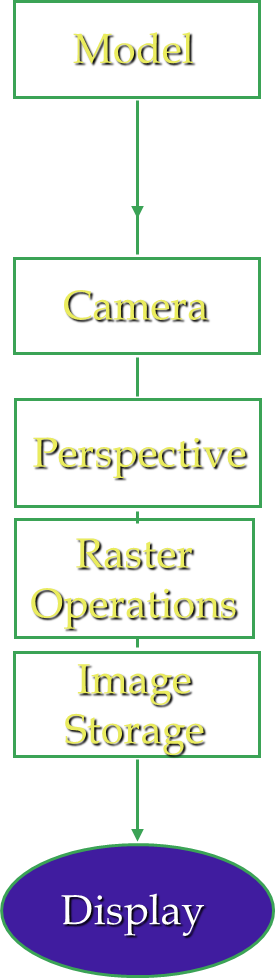 Model
Camera
Perspective
Raster
Operations
Image
Storage
Display